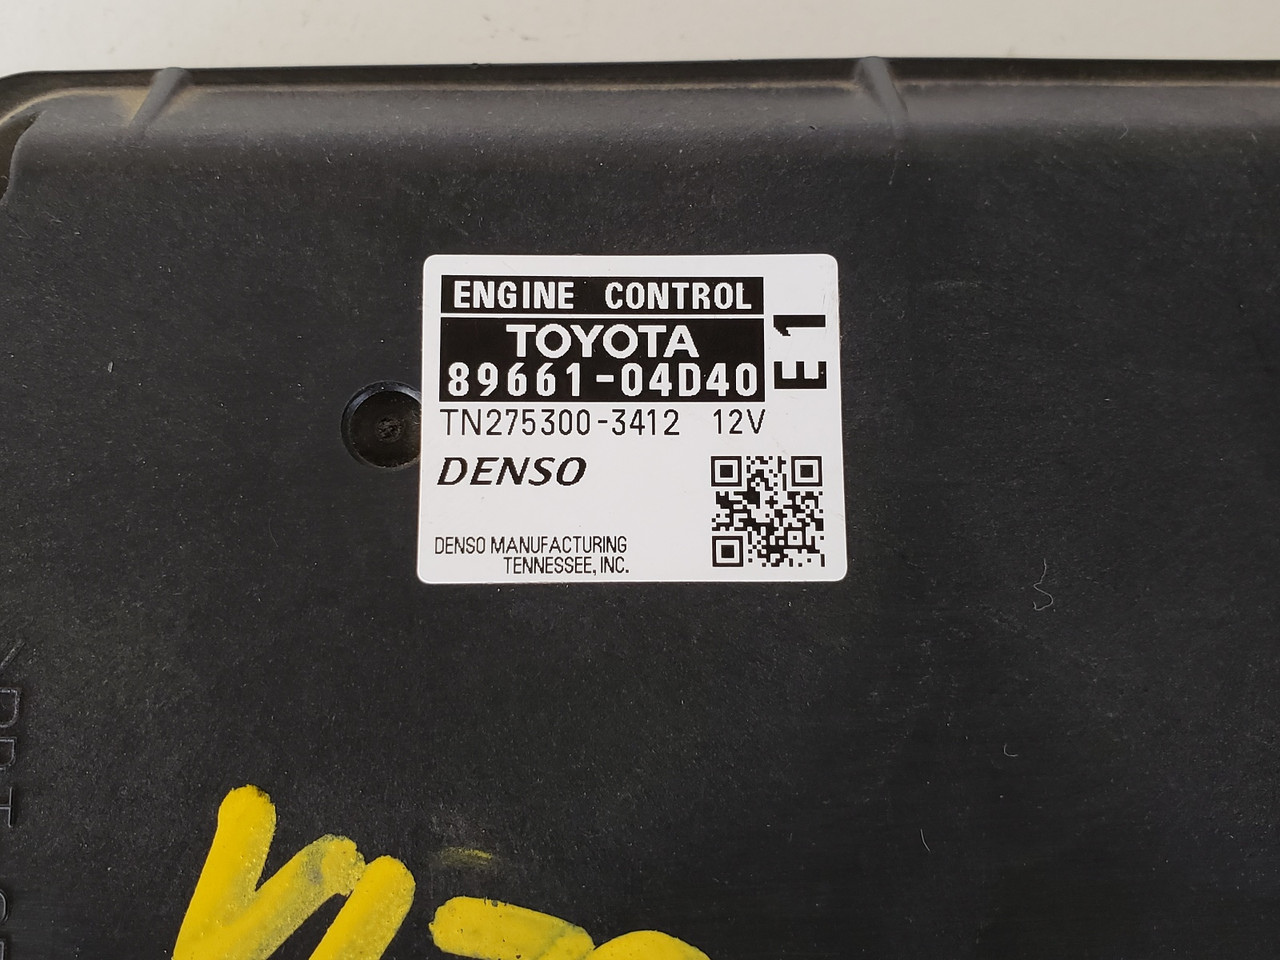 ENGINE CONTROL
TOYOTA
89661-04D40
E1
TN275300-3412 12V
DENSO
DENSO MANUFACTURING
TENNESSEE, INC.